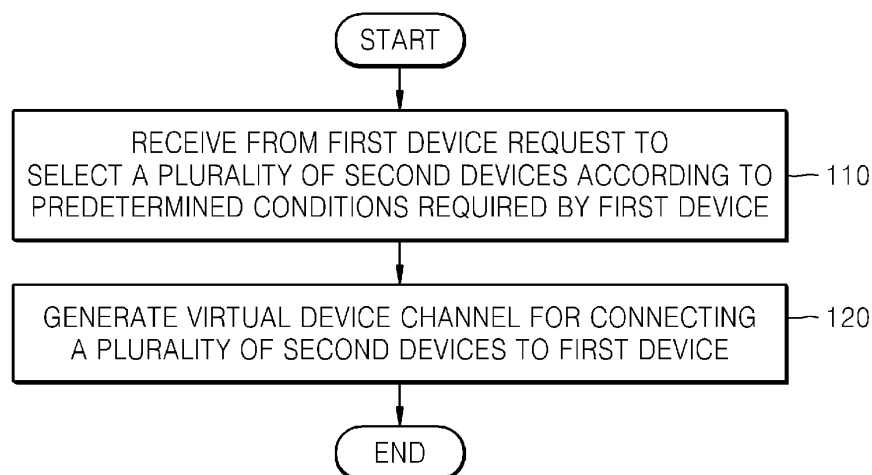 START
RECEIVE FROM FIRST DEVICE REQUEST TO
SELECT A PLURALITY OF SECOND DEVICES ACCORDING TO
PREDETERMINED CONDITIONS REQUIRED BY FIRST DEVICE
110
GENERATE VIRTUAL DEVICE CHANNEL FOR CONNECTING
A PLURALITY OF SECOND DEVICES TO FIRST DEVICE
120
END